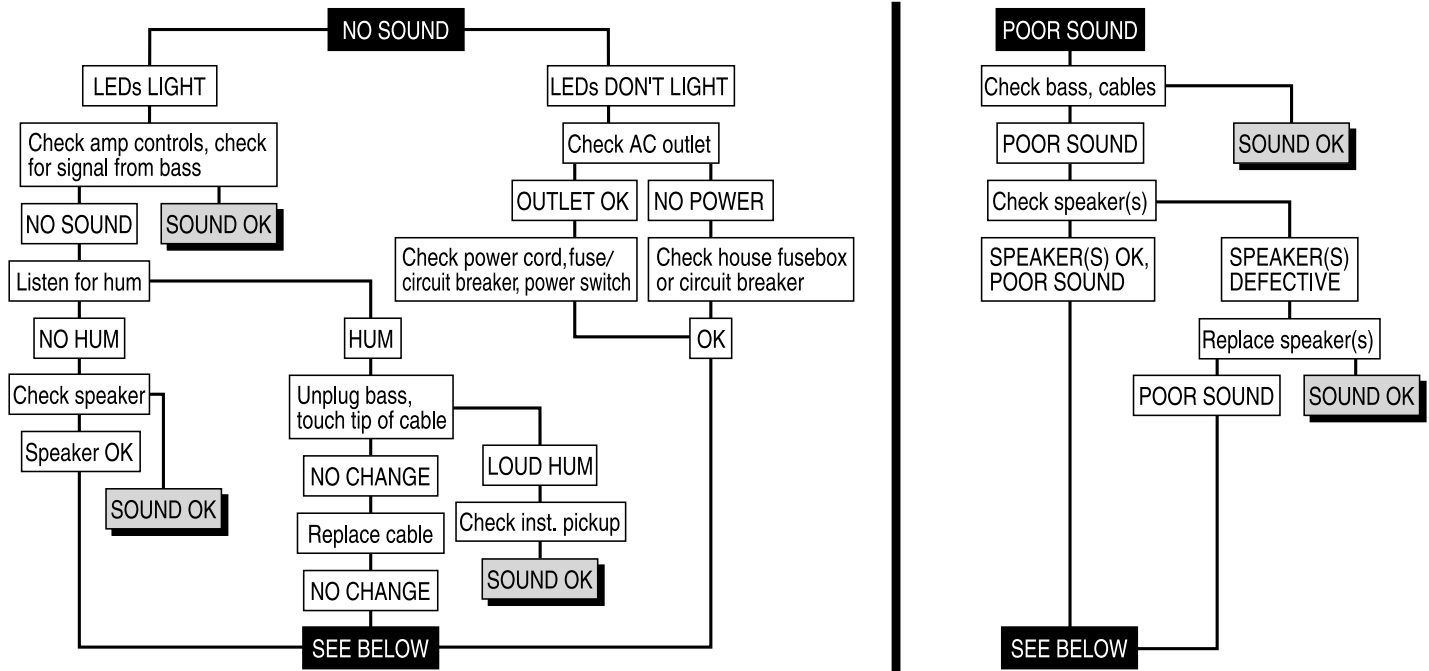 NO SOUND
LEDs LIGHT
Check amp controls, check
for signal from bass
NO SOUND
SOUND OK
Listen for hum
NO HUM
Check speaker
Speaker OK
SOUND OK
HUM
Unplug bass,
touch tip of cable
NO CHANGE
Replace cable
NO CHANGE
LOUD HUM
Check inst. pickup
SOUND OK
LEDs DON'T LIGHT
Check AC outlet
OUTLET OK
Check power cord, fuse/
circuit breaker, power switch
NO POWER
Check house fusebox
or circuit breaker
OK
SEE BELOW
POOR SOUND
Check bass, cables
POOR SOUND
SOUND OK
Check speaker(s)
SPEAKER(S) OK,
POOR SOUND
SPEAKER(S)
DEFECTIVE
Replace speaker(s)
POOR SOUND
SOUND OK
SEE BELOW